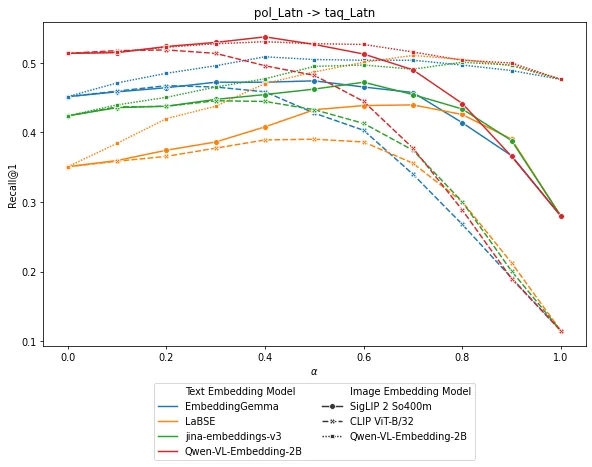 pol_Latn -> taq_Latn
Recall@1
0.5
0.4
0.3
0.2
0.1
0.0 0.2 0.4 0.6 0.8 1.0
α
Text Embedding Model
EmbeddingGemma
LaBSE
jina-embeddings-v3
Qwen-VL-Embedding-2B
Image Embedding Model
SigLIP 2 So400m
CLIP ViT-B/32
Qwen-VL-Embedding-2B